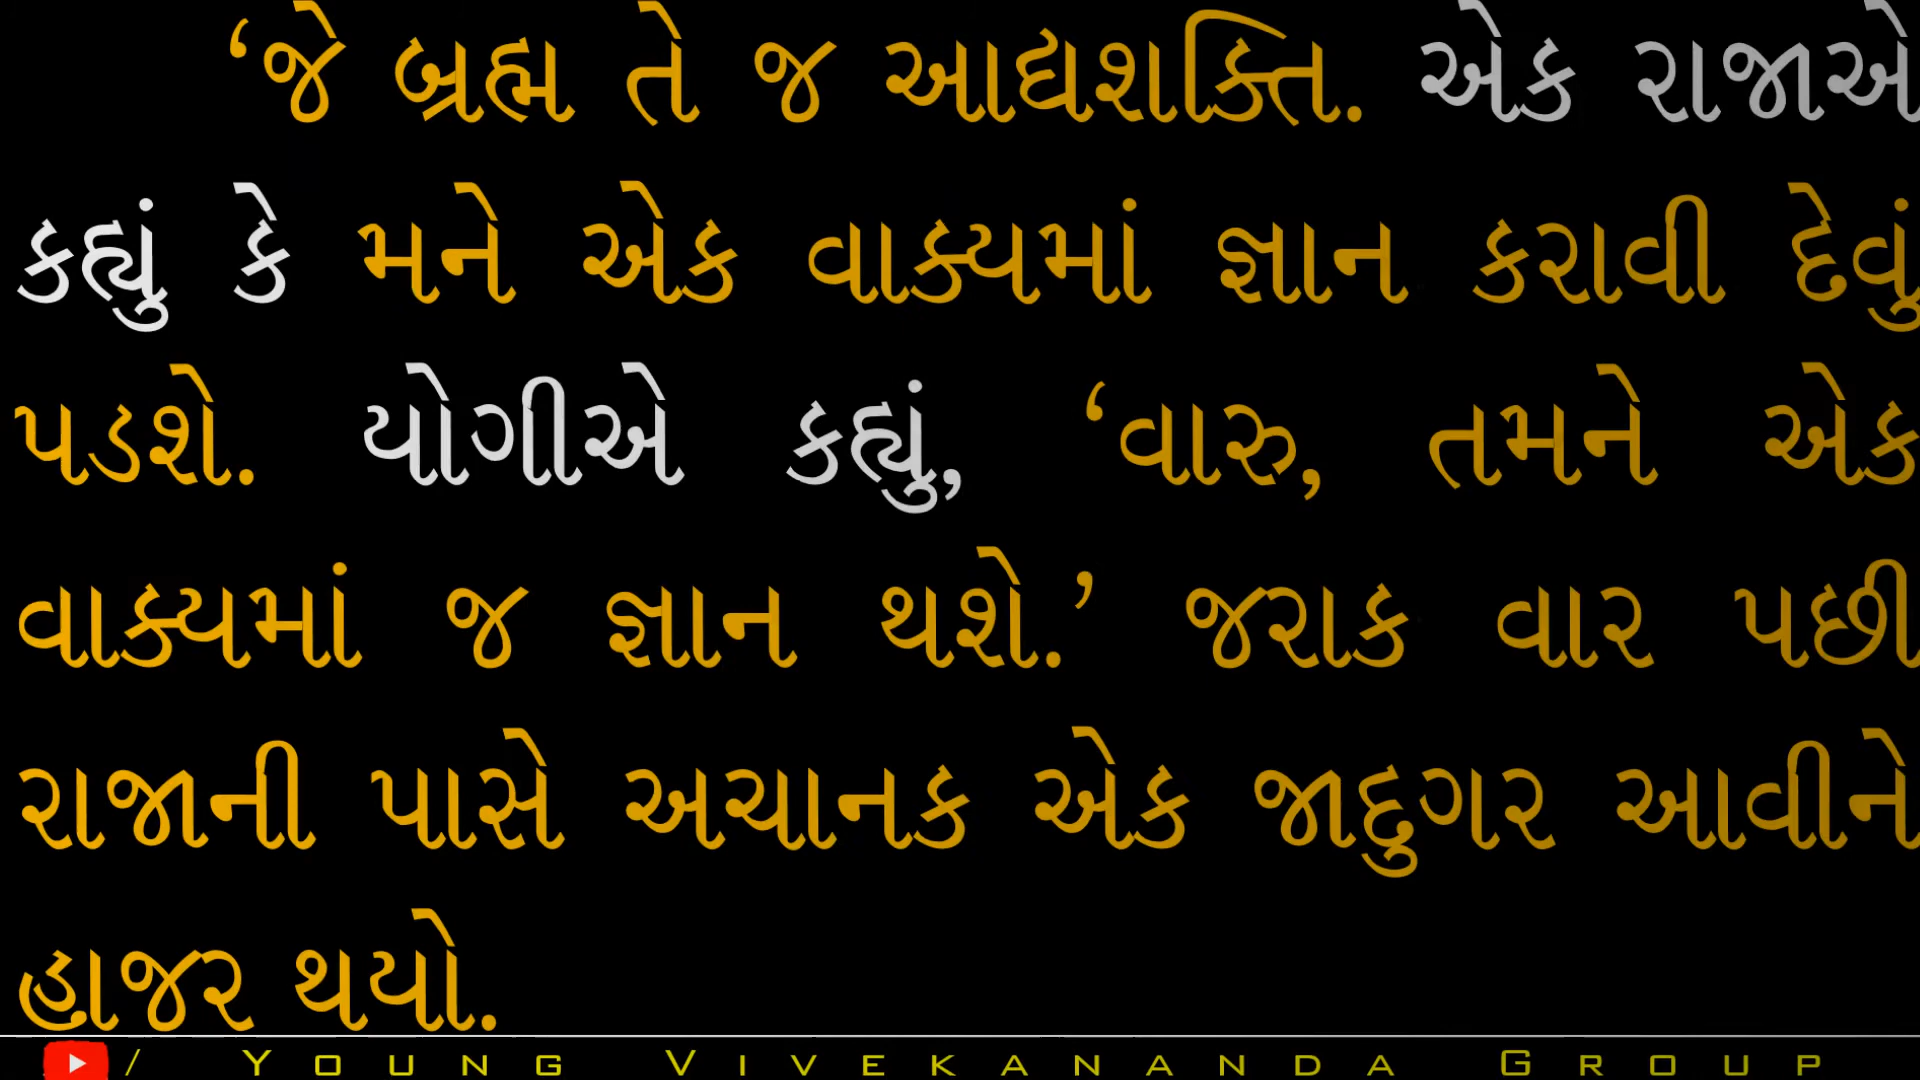 ‘જે બ્રહ્મ તે જ આદ્યશક્તિ. એક રાજાએ
કહ્યું કે મને એક વાક્યમાં જ્ઞાન કરાવી દેવું
પડશે. યોગીએ કહ્યું, ‘વારુ, તમને એક
વાક્યમાં જ જ્ઞાન થશે.’ જરાક વાર પછી
રાજાની પાસે અચાનક એક જાદુગર આવીને
હાજર થયો.
/ Young Vivekananda Group